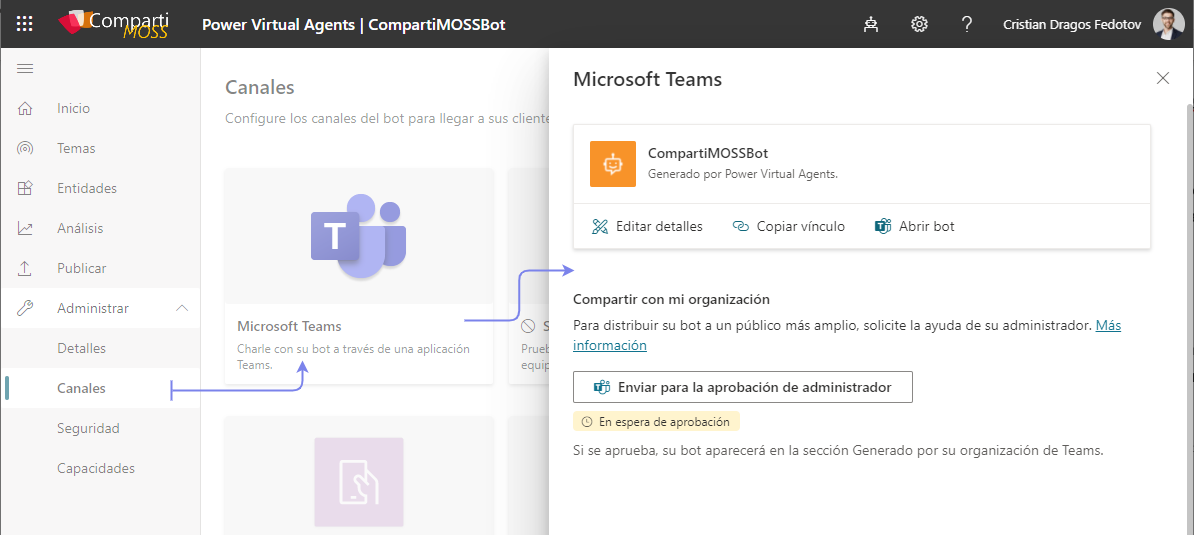 Comparti
MOSS
Power Virtual Agents | CompartiMOSSBot
Cristian Dragos Fedotov
Inicio
Temas
Entidades
Análisis
Publicar
Administrar
Detalles
Canales
Seguridad
Capacidades
Canales
Configure los canales del bot para llegar a sus cliente
T
Microsoft Teams
Charle con su bot a través de una aplicación
Teams.
S
Prueb
equip
Microsoft Teams
CompartiMOSSBot
Generado por Power Virtual Agents.
Editar detalles
Copiar vínculo
Abrir bot
Compartir con mi organización
Para distribuir su bot a un público más amplio, solicite la ayuda de su administrador. Más
información
Enviar para la aprobación de administrador
En espera de aprobación
Si se aprueba, su bot aparecerá en la sección Generado por su organización de Teams.